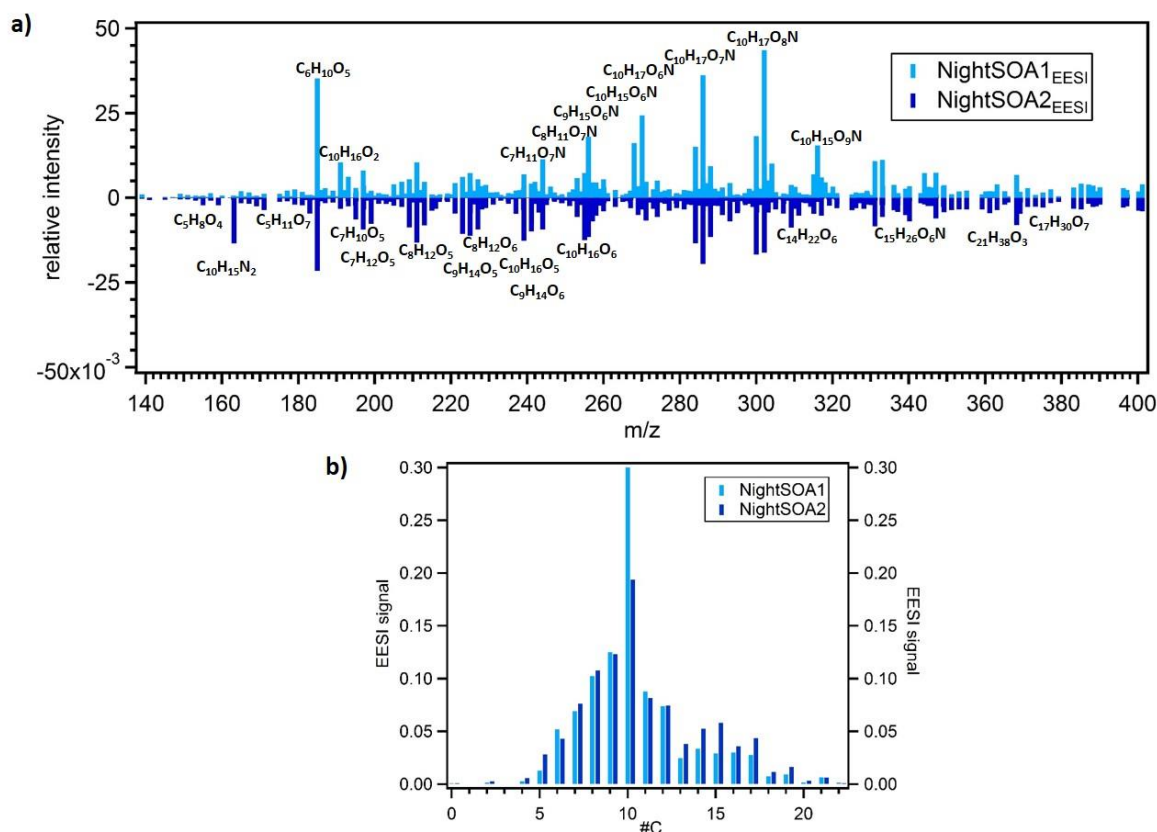 a)
50
25
0
-25
-50x10⁻³
relative intensity
C₆H₁₀O₅
C₁₀H₁₆O₂
C₇H₁₁O₇N
C₈H₁₁O₇N
C₉H₁₅O₆N
C₁₀H₁₅O₆N
C₁₀H₁₇O₆N
C₁₀H₁₇O₇N
C₁₀H₁₇O₈N
C₁₀H₁₅O₉N
NightSOA1EESI
NightSOA2EESI
C₅H₈O₄
C₁₀H₁₅N₂
C₅H₁₁O₇
C₇H₁₀O₅
C₇H₁₂O₅
C₈H₁₂O₅
C₈H₁₂O₆
C₉H₁₄O₅
C₁₀H₁₆O₅
C₉H₁₄O₆
C₁₀H₁₆O₆
C₁₄H₂₂O₆
C₁₅H₂₆O₆N
C₂₁H₃₈O₃
C₁₇H₃₀O₇
140 160 180 200 220 240 260 280 300 320 340 360 380 400
m/z
b)
NightSOA1
NightSOA2
0.30 0.30
0.25 0.25
0.20 0.20
0.15 0.15
0.10 0.10
0.05 0.05
0.00 0.00
EESI signal
EESI signal
0 5 10 15 20
#C